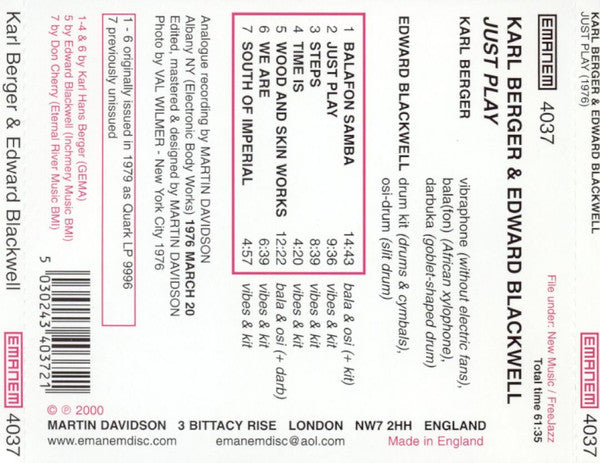 KARL BERGER & EDWARD BLACKWELL
JUST PLAY (1976)
EMANEM 4037
EMANEM 4037
File under: New Music / FreeJazz
Total time 61:35
KARL BERGER & EDWARD BLACKWELL
JUST PLAY
KARL BERGER
vibraphone (without electric fans),
bala(fon) (African xylophone),
darbuka (goblet-shaped drum)
EDWARD BLACKWELL
drum kit (drums & cymbals),
osi-drum (slit drum)
1 BALAFON SAMBA 14:43 bala & osi (+ kit)
2 JUST PLAY 9:36 vibes & kit
3 STEPS 8:39 vibes & kit
4 TIME IS 4:20 vibes & kit
5 WOOD AND SKIN WORKS 12:22 bala & osi (+ darb)
6 WE ARE 6:39 vibes & kit
7 SOUTH OF IMPERIAL 4:57 vibes & kit
Analogue recording by MARTIN DAVIDSON
Albany NY (Electronic Body Works) 1976 MARCH 20
Edited, mastered & designed by MARTIN DAVIDSON
Photo by VAL WILMER - New York City 1976
1 - 6 originally issued in 1979 as Quark LP 9996
7 previously unissued
1-4 & 6 by Karl Hans Berger (GEMA)
5 by Edward Blackwell (Inchmery Music BMI)
7 by Don Cherry (Eternal River Music BMI)
5 030243 403721
© ℗ 2000
MARTIN DAVIDSON 3 BITTACY RISE LONDON NW7 2HH ENGLAND
www.emanemdisc.com emanemdisc@aol.com Made in England
Karl Berger & Edward Blackwell
EMANEM 4037